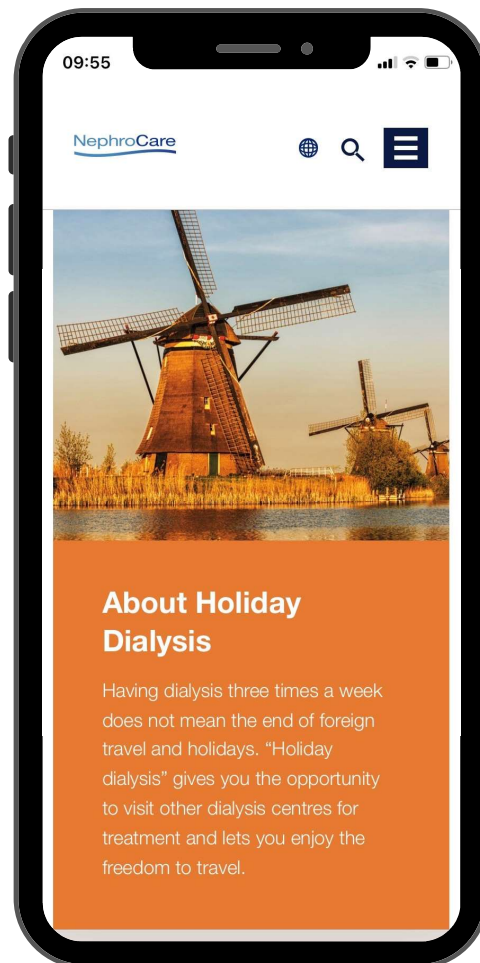 09:55
NephroCare
About Holiday
Dialysis
Having dialysis three times a week
does not mean the end of foreign
travel and holidays. “Holiday
dialysis” gives you the opportunity
to visit other dialysis centres for
treatment and lets you enjoy the
freedom to travel.